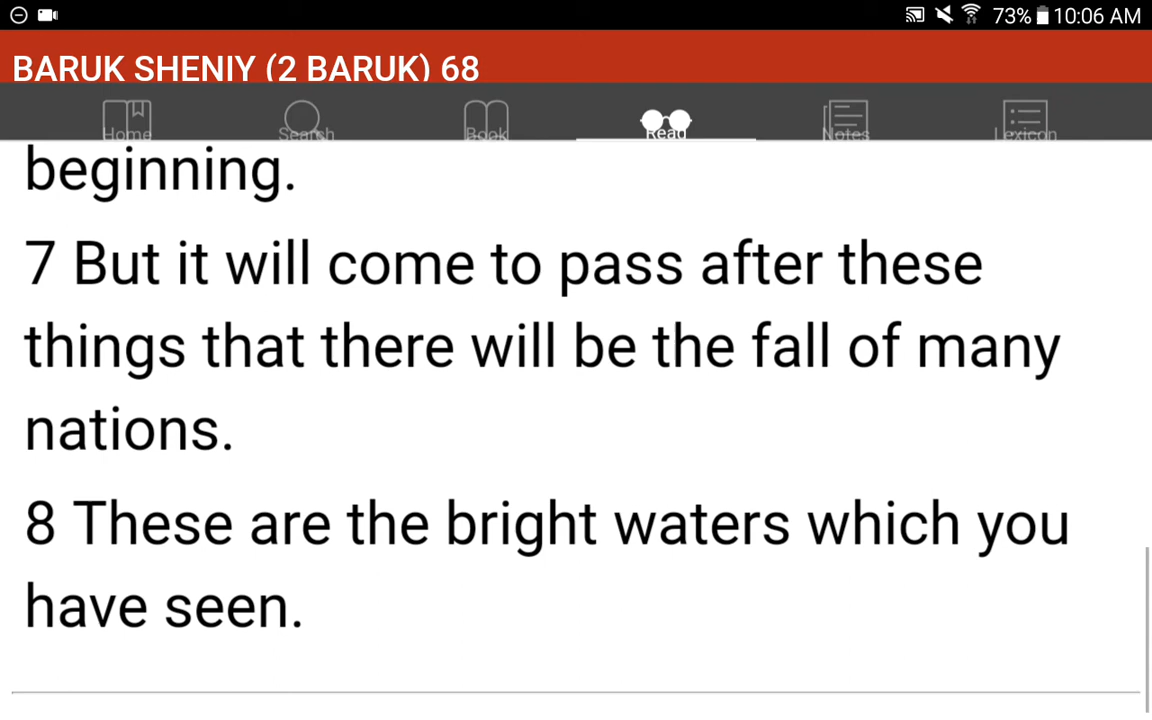 73% 10:06 AM
BARUK SHENIY (2 BARUK) 68
Home Search Book Read Notes Lexicon
beginning.
7 But it will come to pass after these
things that there will be the fall of many
nations.
8 These are the bright waters which you
have seen.